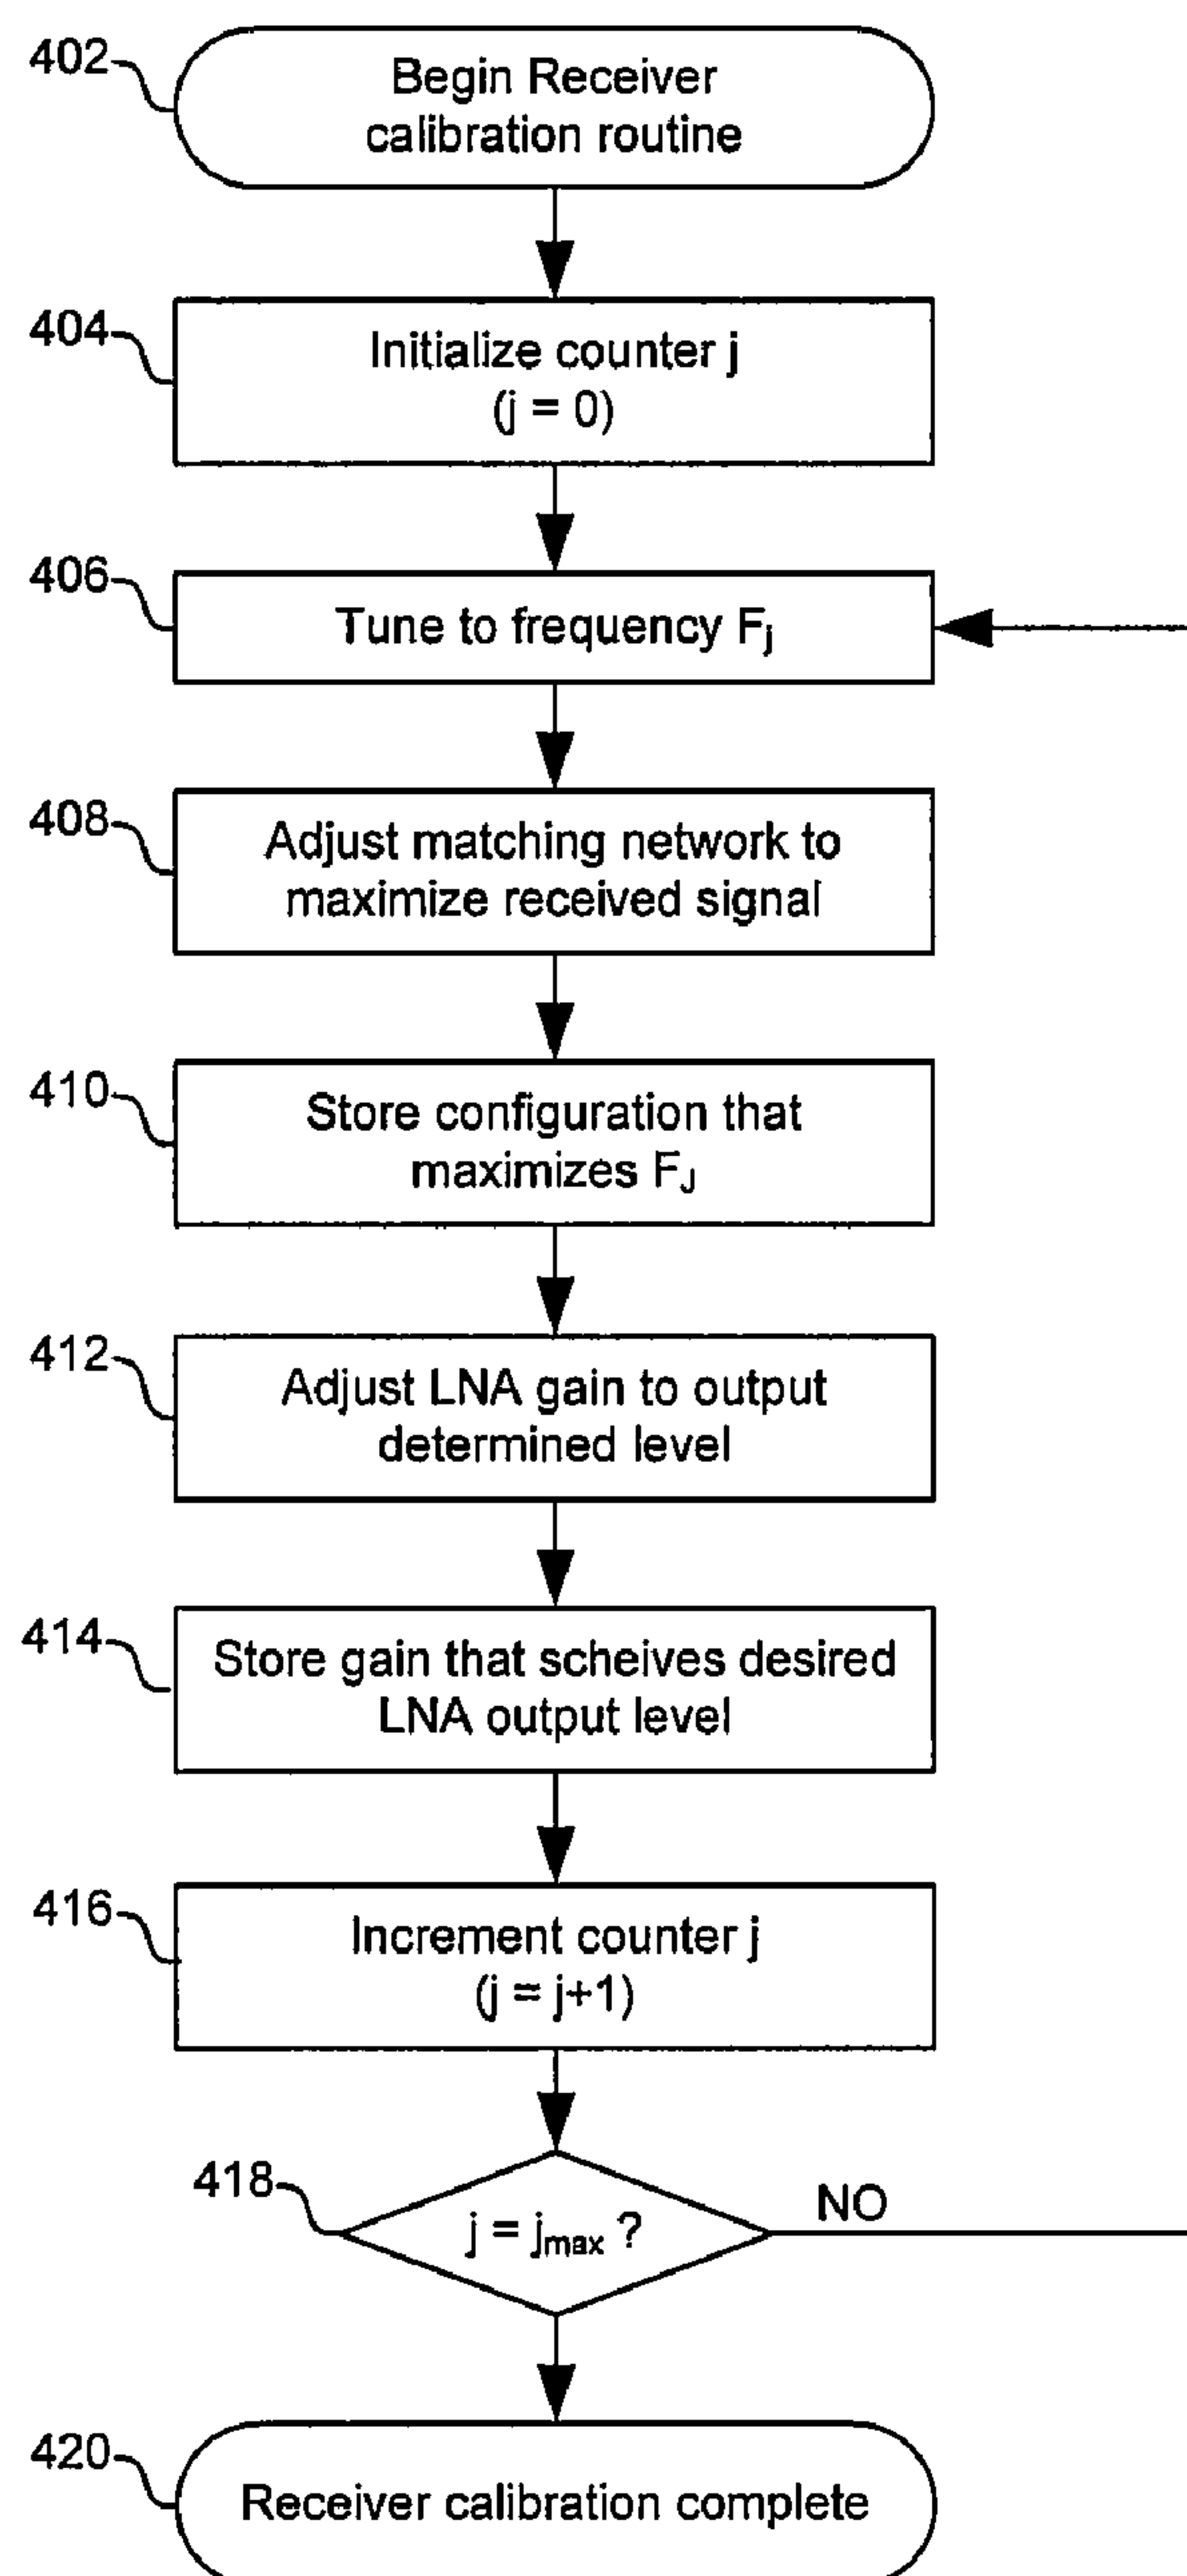 402
Begin Receiver
calibration routine
404
Initialize counter j
(j = 0)
406
Tune to frequency Fj
408
Adjust matching network to
maximize received signal
410
Store configuration that
maximizes FJ
412
Adjust LNA gain to output
determined level
414
Store gain that scheives desired
LNA output level
416
Increment counter j
(j = j+1)
418
j = jmax ?
NO
420
Receiver calibration complete